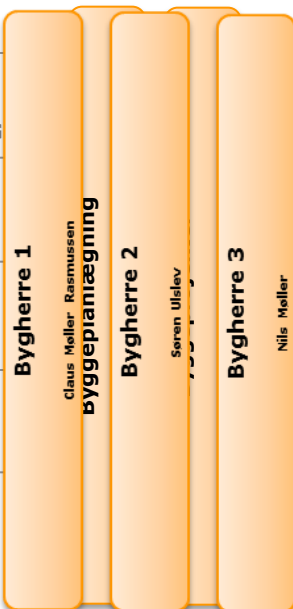 Bygherre 1
Claus Møller Rasmussen
Byggeplanlægning
Bygherre 2
Søren Ulslev
Bygherre 3
Nils Møller